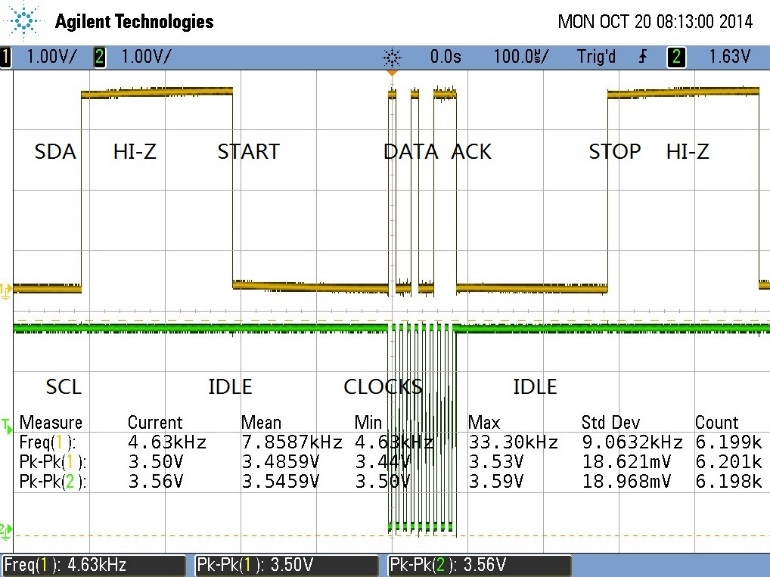 Agilent Technologies MON OCT 20 08:13:00 2014
1 1.00V/ 2 1.00V/ 0.0s 100.0us/ Trig'd 2 1.63V
SDA HI-Z START DATA ACK STOP HI-Z
1
SCL IDLE CLOCKS IDLE
T
Measure Current Mean Min Max Std Dev Count
Freq(1): 4.63kHz 7.8587kHz 4.63kHz 33.30kHz 9.0632kHz 6.199k
Pk-Pk(1): 3.50V 3.4859V 3.44V 3.53V 18.621mV 6.201k
Pk-Pk(2): 3.56V 3.5459V 3.50V 3.59V 18.968mV 6.198k
2
Freq(1): 4.63kHz Pk-Pk(1): 3.50V Pk-Pk(2): 3.56V